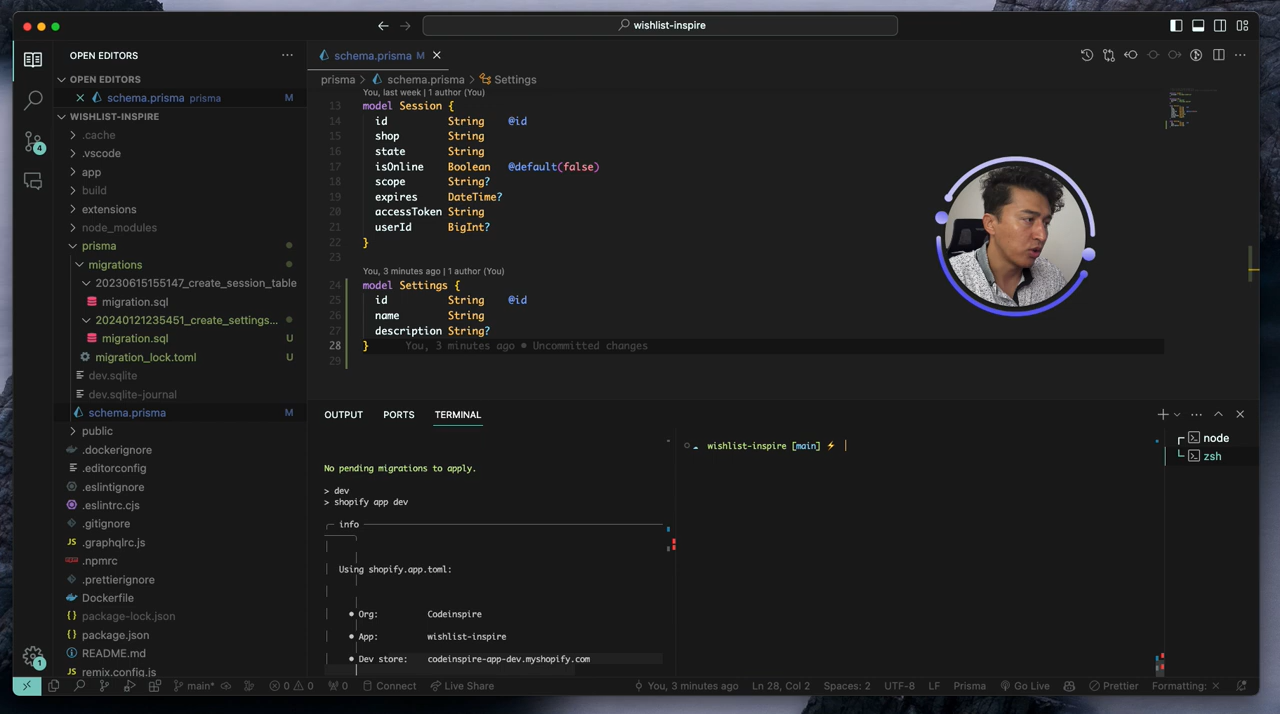 wishlist-inspire
OPEN EDITORS
OPEN EDITORS
schema.prisma prisma M
WISHLIST-INSPIRE
.cache
.vscode
app
build
extensions
node_modules
prisma
migrations
20230615155147_create_session_table
migration.sql
20240121235451_create_settings...
migration.sql U
migration_lock.toml U
dev.sqlite
dev.sqlite-journal
schema.prisma M
public
.dockerignore
.editorconfig
.eslintignore
.eslintrc.cjs
.gitignore
JS .graphqlrc.js
.npmrc
.prettierignore
Dockerfile
{} package-lock.json
{} package.json
README.md
JS remix.config.js
4
1
schema.prisma M
prisma > schema.prisma > Settings
You, last week | 1 author (You)
13 model Session {
14 id String @id
15 shop String
16 state String
17 isOnline Boolean @default(false)
18 scope String?
19 expires DateTime?
20 accessToken String
21 userId BigInt?
22 }
23
You, 3 minutes ago | 1 author (You)
24 model Settings {
25 id String @id
26 name String
27 description String?
28 } You, 3 minutes ago • Uncommitted changes
29
OUTPUT PORTS TERMINAL
No pending migrations to apply.
> dev
> shopify app dev
info
Using shopify.app.toml:
• Org: Codeinspire
• App: wishlist-inspire
• Dev store: codeinspire-app-dev.myshopify.com
wishlist-inspire [main] ⚡
node
zsh
main* 0 0 0 Connect Live Share You, 3 minutes ago Ln 28, Col 2 Spaces: 2 UTF-8 LF Prisma Go Live Prettier Formatting: ×